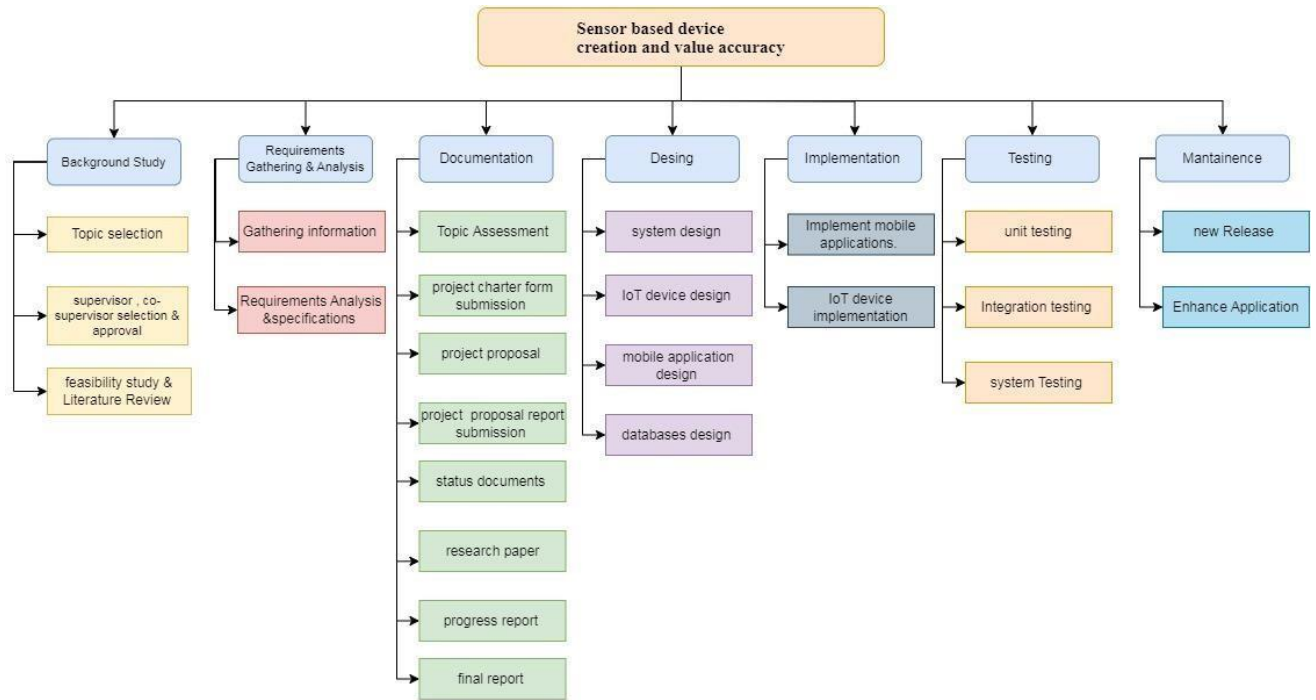 Sensor based device
creation and value accuracy
Background Study
Requirements
Gathering & Analysis
Documentation
Desing
Implementation
Testing
Mantainence
Topic selection
supervisor , co-
supervisor selection &
approval
feasibility study &
Literature Review
Gathering information
Requirements Analysis
&specifications
Topic Assessment
project charter form
submission
project proposal
project proposal report
submission
status documents
research paper
progress report
final report
system design
IoT device design
mobile application
design
databases design
Implement mobile
applications.
IoT device
implementation
unit testing
Integration testing
system Testing
new Release
Enhance Application